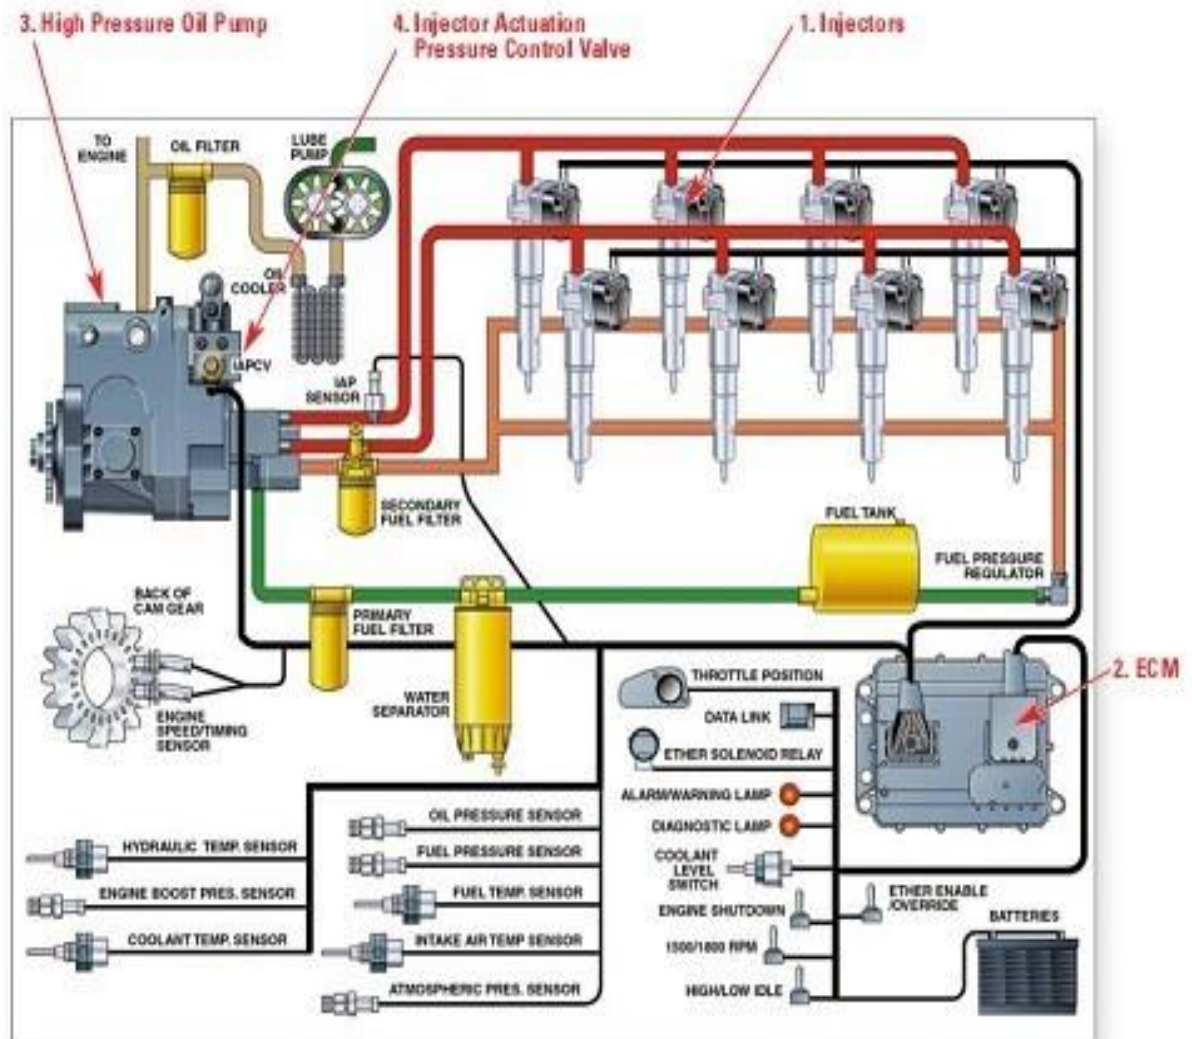 3. High Pressure Oil Pump
4. Injector Actuation
Pressure Control Valve
1. Injectors
TO
ENGINE
OIL FILTER
LUBE
PUMP
OIL
COOLER
IAPCV
IAP
SENSOR
SECONDARY
FUEL FILTER
FUEL TANK
FUEL PRESSURE
REGULATOR
BACK OF
CAM GEAR
PRIMARY
FUEL FILTER
WATER
SEPARATOR
ENGINE
SPEED/TIMING
SENSOR
2. ECM
THROTTLE POSITION
DATA LINK
ETHER SOLENOID RELAY
ALARM/WARNING LAMP
DIAGNOSTIC LAMP
COOLANT
LEVEL
SWITCH
ENGINE SHUTDOWN
ETHER ENABLE
/OVERRIDE
1500/1800 RPM
HIGH/LOW IDLE
BATTERIES
HYDRAULIC TEMP. SENSOR
ENGINE BOOST PRES. SENSOR
COOLANT TEMP. SENSOR
OIL PRESSURE SENSOR
FUEL PRESSURE SENSOR
FUEL TEMP. SENSOR
INTAKE AIR TEMP SENSOR
ATMOSPHERIC PRES. SENSOR